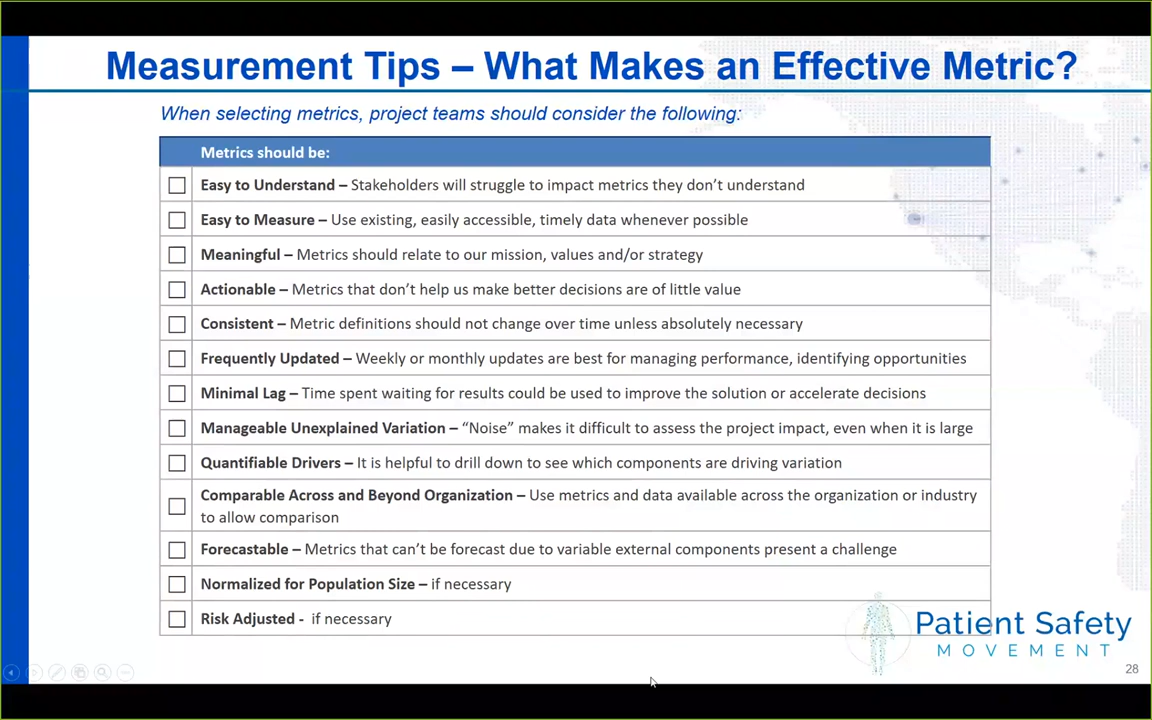 Measurement Tips – What Makes an Effective Metric?
When selecting metrics, project teams should consider the following:
Metrics should be:
Easy to Understand – Stakeholders will struggle to impact metrics they don’t understand
Easy to Measure – Use existing, easily accessible, timely data whenever possible
Meaningful – Metrics should relate to our mission, values and/or strategy
Actionable – Metrics that don’t help us make better decisions are of little value
Consistent – Metric definitions should not change over time unless absolutely necessary
Frequently Updated – Weekly or monthly updates are best for managing performance, identifying opportunities
Minimal Lag – Time spent waiting for results could be used to improve the solution or accelerate decisions
Manageable Unexplained Variation – “Noise” makes it difficult to assess the project impact, even when it is large
Quantifiable Drivers – It is helpful to drill down to see which components are driving variation
Comparable Across and Beyond Organization – Use metrics and data available across the organization or industry
to allow comparison
Forecastable – Metrics that can’t be forecast due to variable external components present a challenge
Normalized for Population Size – if necessary
Risk Adjusted - if necessary
Patient Safety
MOVEMENT
28